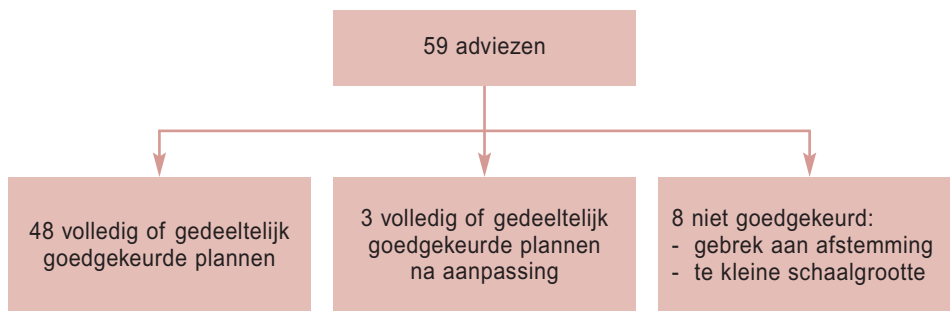 59 adviezen
48 volledig of gedeeltelijk
goedgekeurde plannen
3 volledig of gedeeltelijk
goedgekeurde plannen
na aanpassing
8 niet goedgekeurd:
- gebrek aan afstemming
- te kleine schaalgrootte